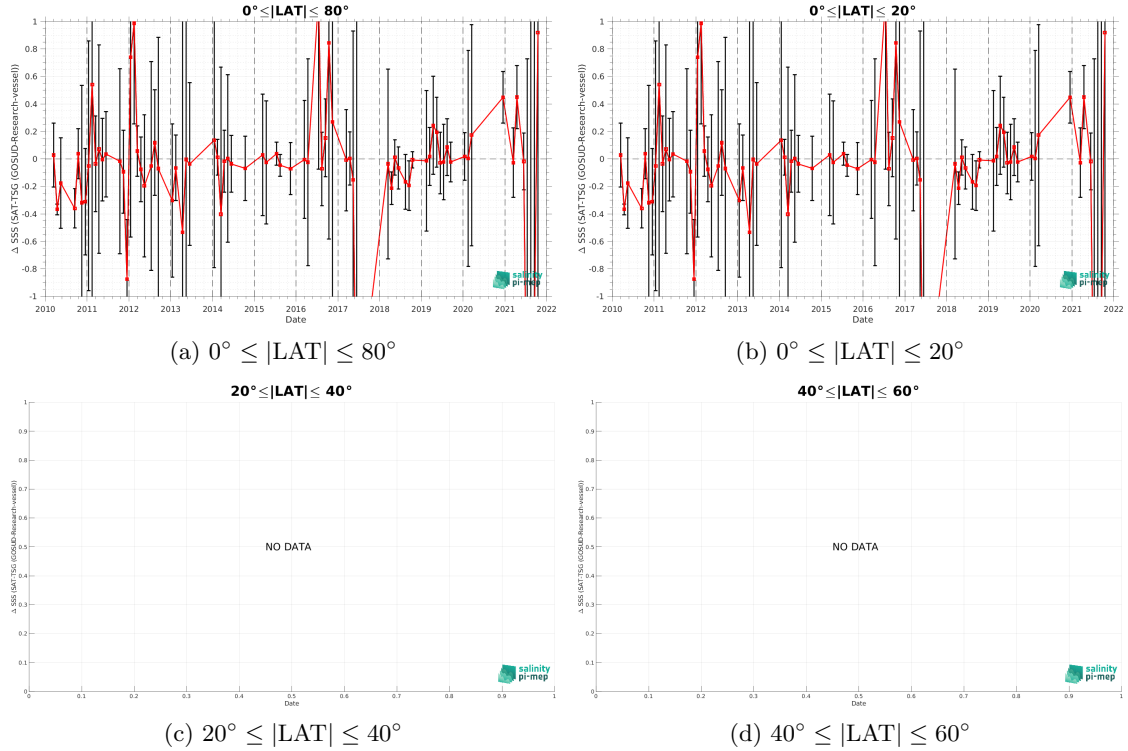 0°≤|LAT|≤ 80°
Δ SSS (SAT-TSG (GOSUD-Research-vessel))
1
0.8
0.6
0.4
0.2
0
-0.2
-0.4
-0.6
-0.8
-1
2010 2011 2012 2013 2014 2015 2016 2017 2018 2019 2020 2021 2022
Date
salinity
pi-mep
(a) 0° ≤ |LAT| ≤ 80°
0°≤|LAT|≤ 20°
Δ SSS (SAT-TSG (GOSUD-Research-vessel))
1
0.8
0.6
0.4
0.2
0
-0.2
-0.4
-0.6
-0.8
-1
2010 2011 2012 2013 2014 2015 2016 2017 2018 2019 2020 2021 2022
Date
salinity
pi-mep
(b) 0° ≤ |LAT| ≤ 20°
20°≤|LAT|≤ 40°
Δ SSS (SAT-TSG (GOSUD-Research-vessel))
1
0.9
0.8
0.7
0.6
0.5
0.4
0.3
0.2
0.1
0
NO DATA
0 0.1 0.2 0.3 0.4 0.5 0.6 0.7 0.8 0.9 1
Date
salinity
pi-mep
(c) 20° ≤ |LAT| ≤ 40°
40°≤|LAT|≤ 60°
Δ SSS (SAT-TSG (GOSUD-Research-vessel))
1
0.9
0.8
0.7
0.6
0.5
0.4
0.3
0.2
0.1
0
NO DATA
0 0.1 0.2 0.3 0.4 0.5 0.6 0.7 0.8 0.9 1
Date
salinity
pi-mep
(d) 40° ≤ |LAT| ≤ 60°